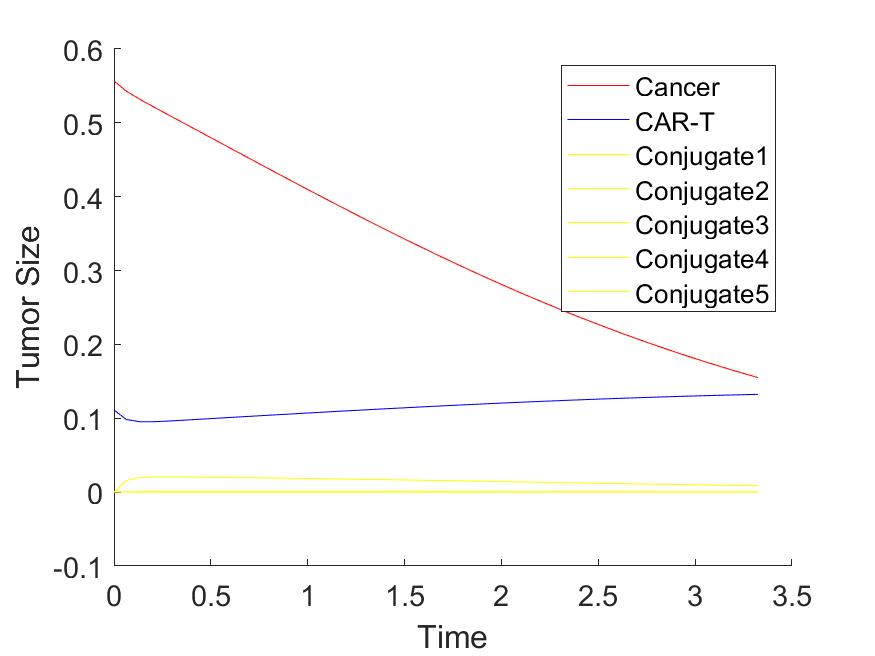 0.6
0.5
0.4
0.3
0.2
0.1
0
-0.1
Tumor Size
0
0.5
1
1.5
2
2.5
3
3.5
Time
Cancer
CAR-T
Conjugate1
Conjugate2
Conjugate3
Conjugate4
Conjugate5